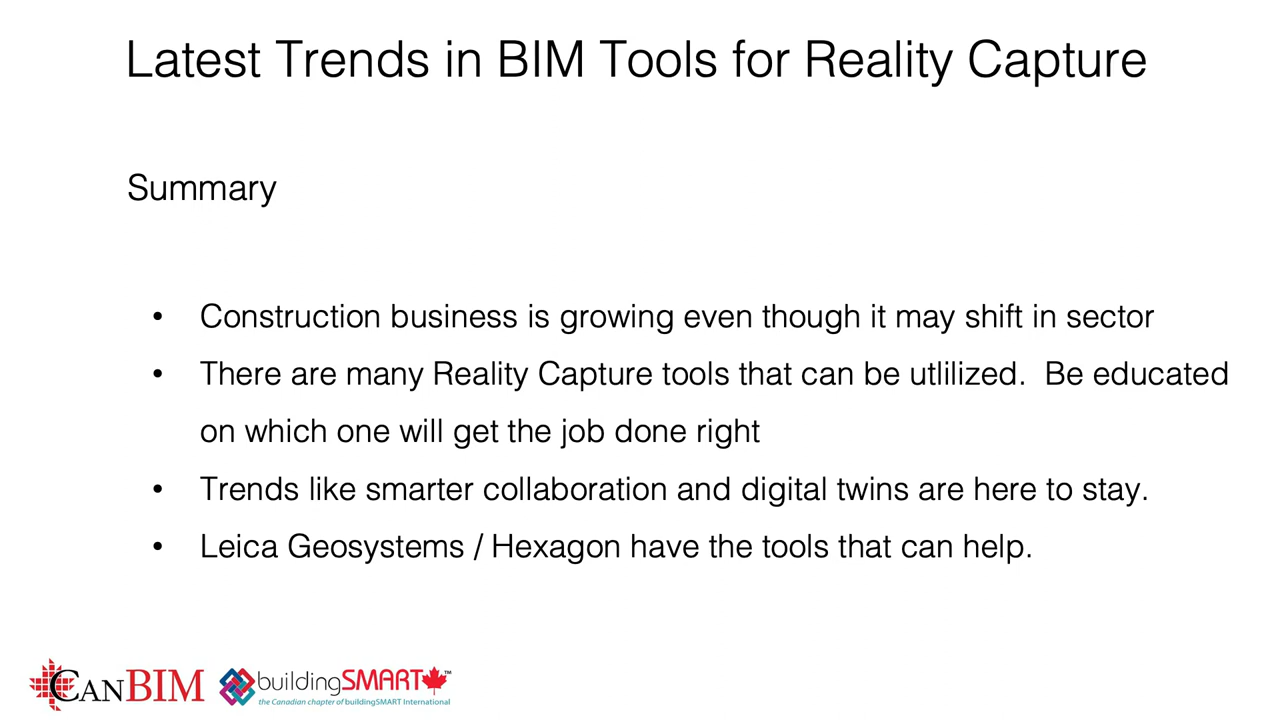 Latest Trends in BIM Tools for Reality Capture
Summary
• Construction business is growing even though it may shift in sector
• There are many Reality Capture tools that can be utlilized.  Be educated
on which one will get the job done right
• Trends like smarter collaboration and digital twins are here to stay.
• Leica Geosystems / Hexagon have the tools that can help.
CANBIM
buildingSMART™
the Canadian chapter of buildingSMART International